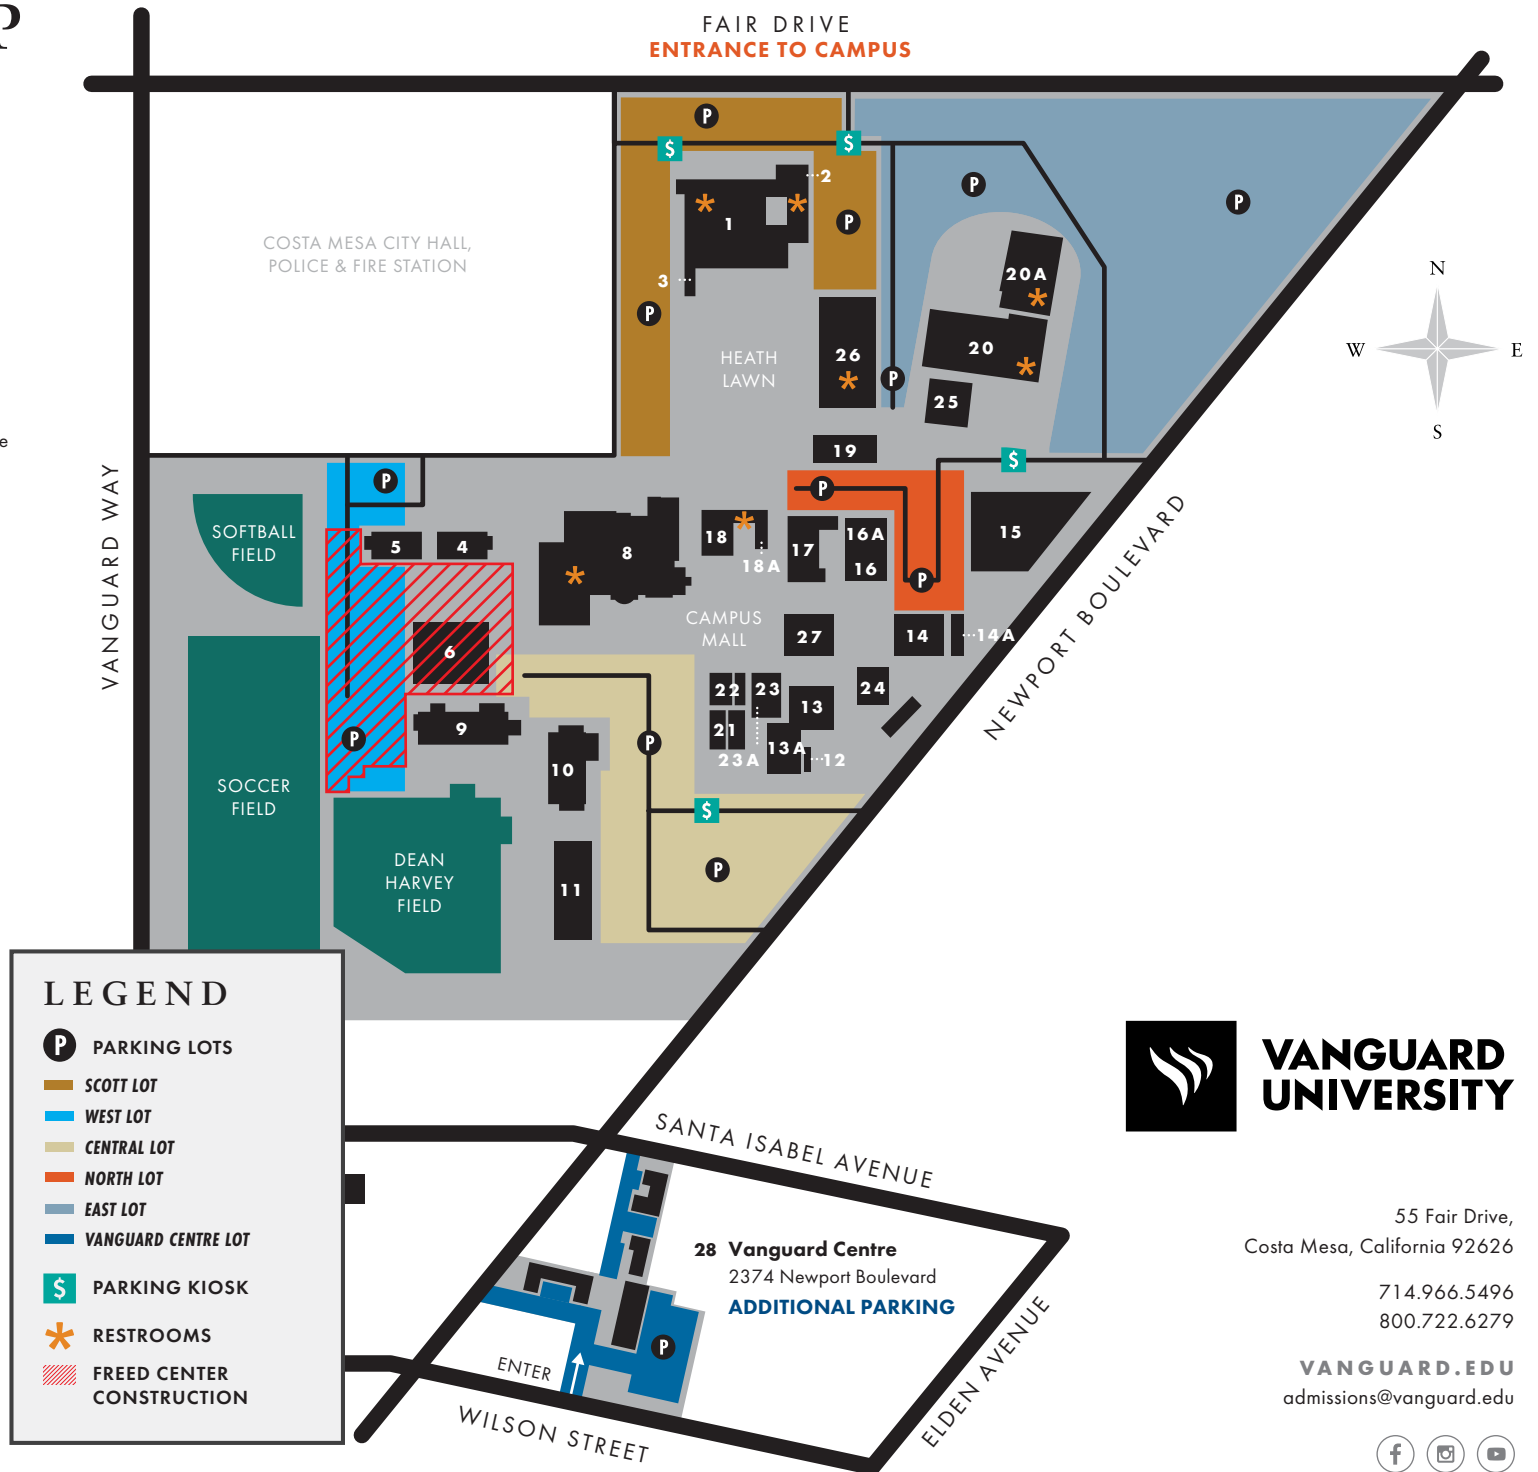 P
FAIR DRIVE
ENTRANCE TO CAMPUS
P
$
$
2
P
P
P
1
COSTA MESA CITY HALL,
POLICE & FIRE STATION
3
20A
P
N
W
E
S
HEATH
LAWN
26
20
P
25
e
19
$
VANGUARD WAY
P
P
SOFTBALL
FIELD
5
4
8
18
18A
17
16A
16
15
P
NEWPORT BOULEVARD
CAMPUS
MALL
27
14
14A
6
22
23
24
13
21
13A
23A
12
9
P
P
10
SOCCER
FIELD
$
P
DEAN
HARVEY
FIELD
11
LEGEND
P PARKING LOTS
SCOTT LOT
WEST LOT
CENTRAL LOT
NORTH LOT
EAST LOT
VANGUARD CENTRE LOT
$ PARKING KIOSK
RESTROOMS
FREED CENTER
CONSTRUCTION
SANTA ISABEL AVENUE
28 Vanguard Centre
2374 Newport Boulevard
ADDITIONAL PARKING
P
ENTER
WILSON STREET
ELDEN AVENUE
VANGUARD
UNIVERSITY
55 Fair Drive,
Costa Mesa, California 92626
714.966.5496
800.722.6279
VANGUARD.EDU
admissions@vanguard.edu